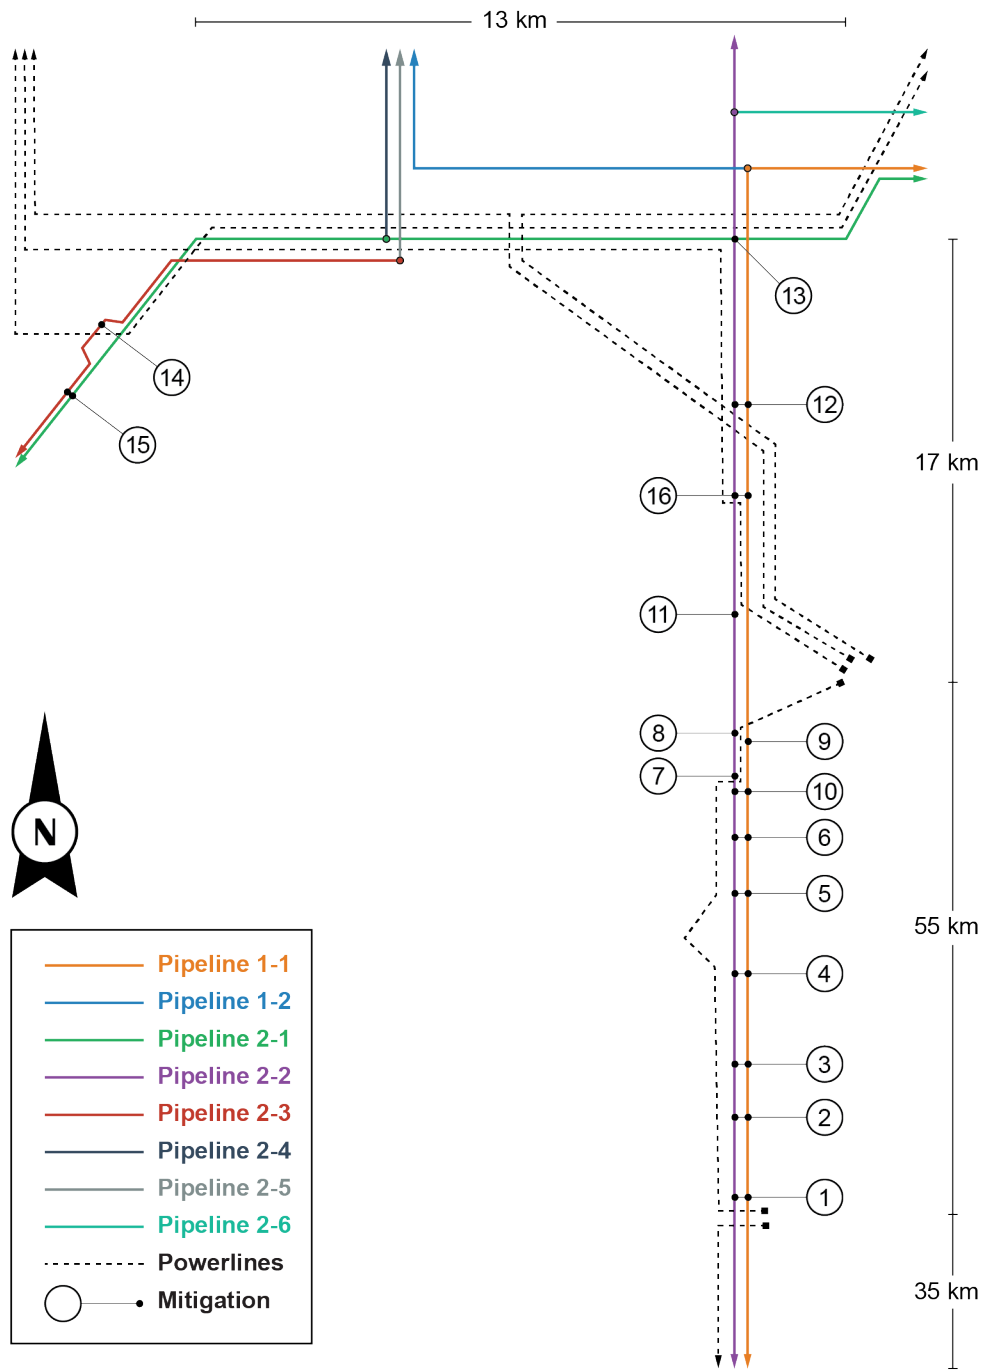 13 km
13
14
12
15
17 km
16
11
8
9
7
10
6
N
5
55 km
4
3
2
1
35 km
Pipeline 1-1
Pipeline 1-2
Pipeline 2-1
Pipeline 2-2
Pipeline 2-3
Pipeline 2-4
Pipeline 2-5
Pipeline 2-6
Powerlines
Mitigation